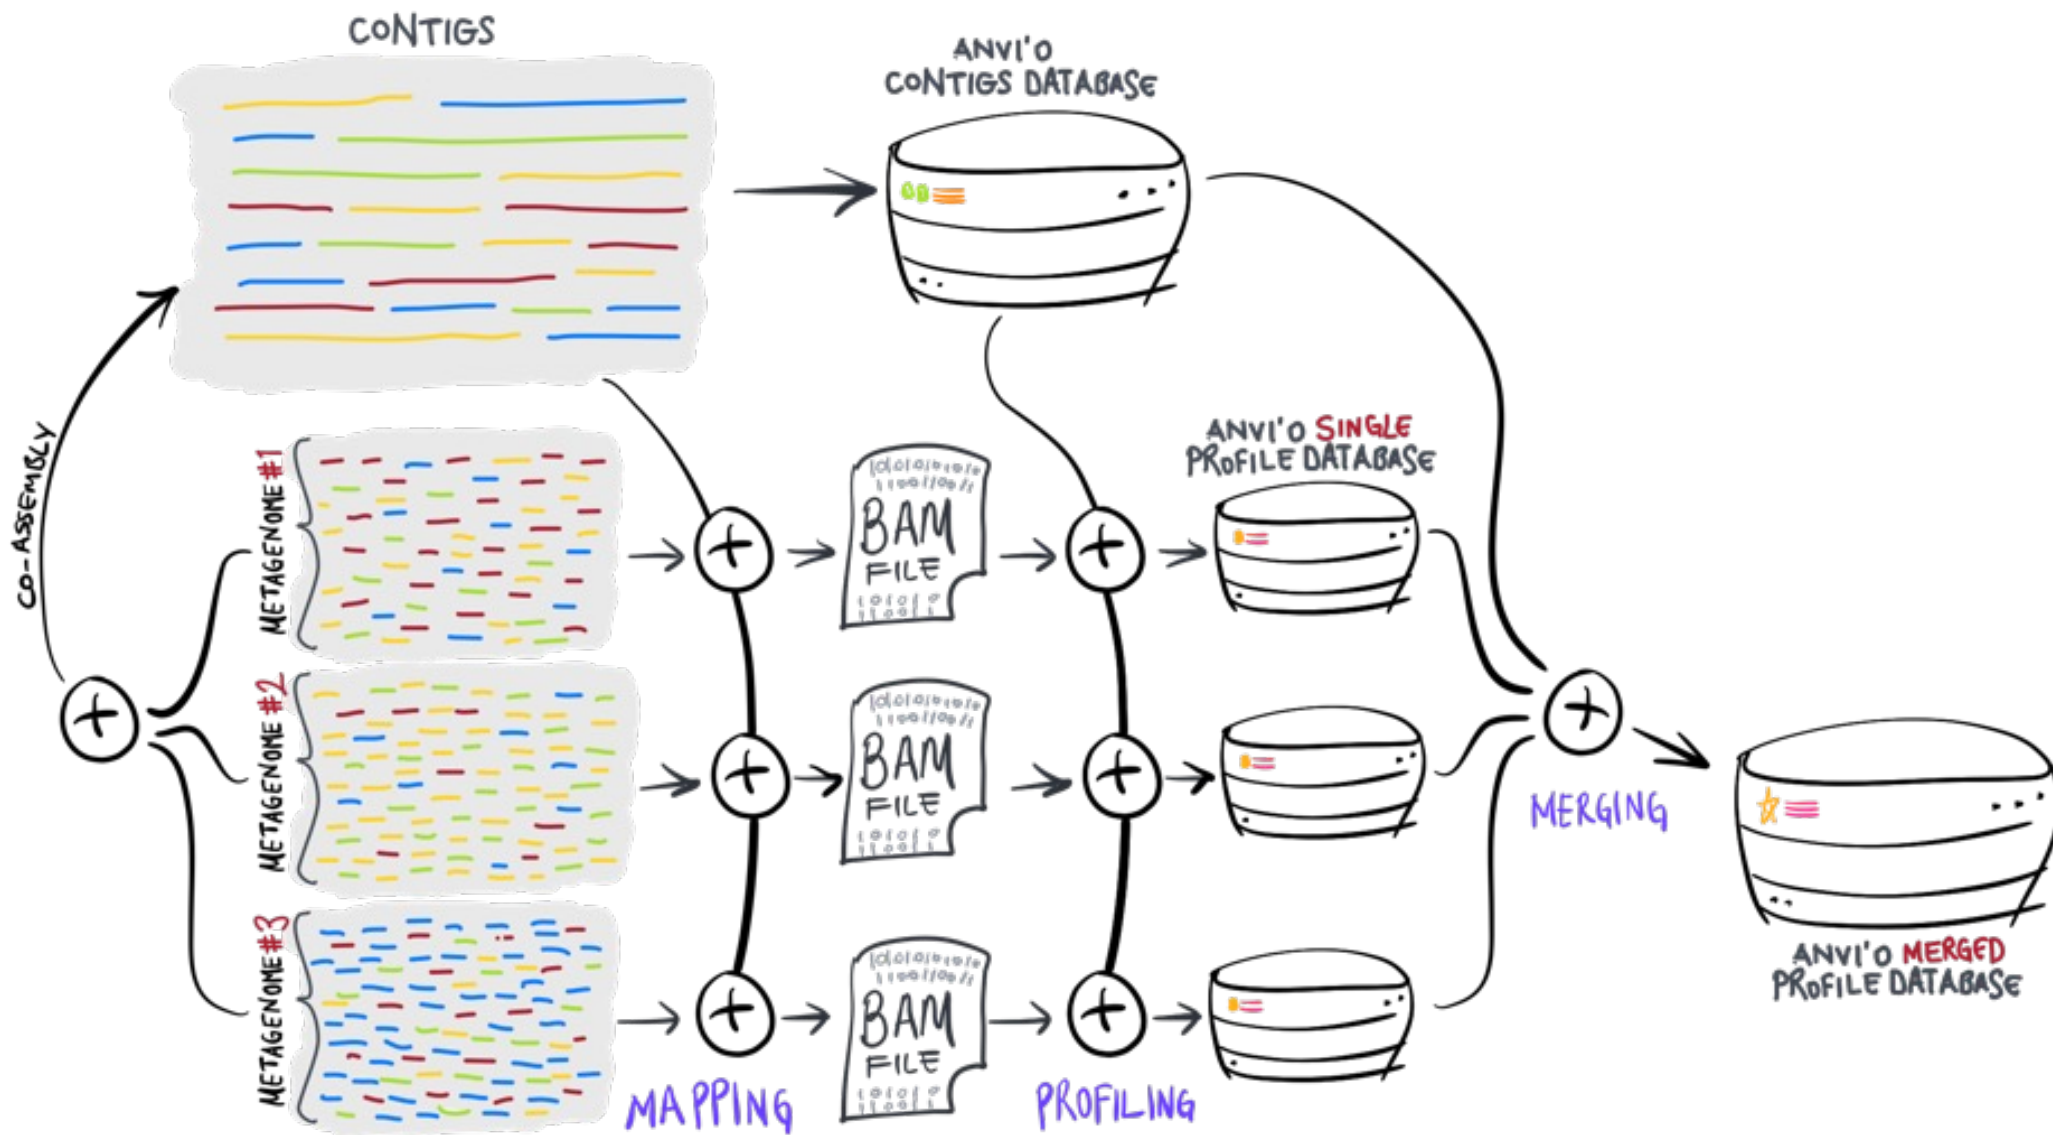 CONTIGS
ANVI'O
CONTIGS DATABASE
CO-ASSEMBLY
METAGENOME #1
BAM
FILE
ANVI'O SINGLE
PROFILE DATABASE
METAGENOME #2
BAM
FILE
MERGING
METAGENOME #3
BAM
FILE
ANVI'O MERGED
PROFILE DATABASE
MAPPING
PROFILING